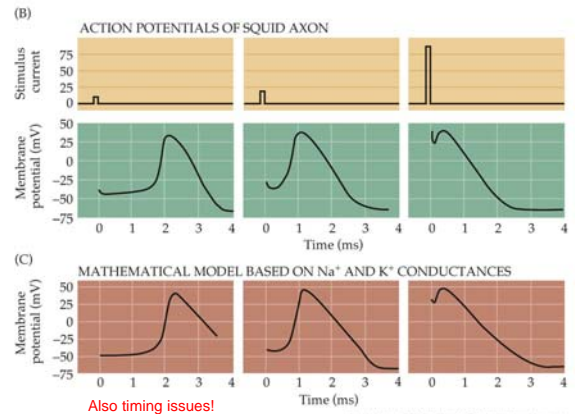 (B)
ACTION POTENTIALS OF SQUID AXON
Stimulus
current
75
50
25
0
Membrane
potential (mV)
50
25
0
−25
−50
−75
0 1 2 3 4
0 1 2 3 4
0 1 2 3 4
Time (ms)
(C)
MATHEMATICAL MODEL BASED ON Na⁺ AND K⁺ CONDUCTANCES
Membrane
potential (mV)
50
25
0
−25
−50
−75
0 1 2 3 4
0 1 2 3 4
0 1 2 3 4
Time (ms)
Also timing issues!